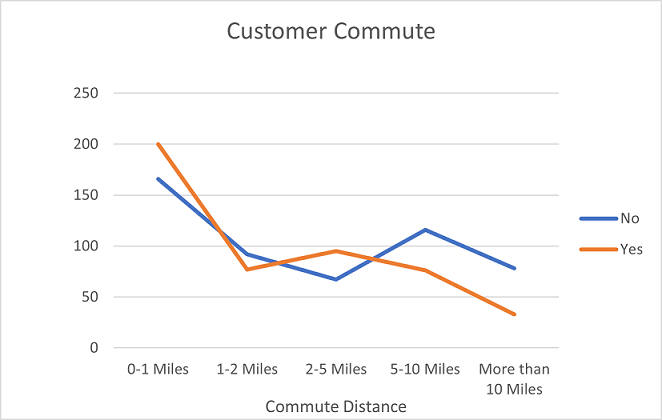 Customer Commute
250
200
150
100
50
0
No
Yes
0-1 Miles
1-2 Miles
2-5 Miles
5-10 Miles
More than
10 Miles
Commute Distance